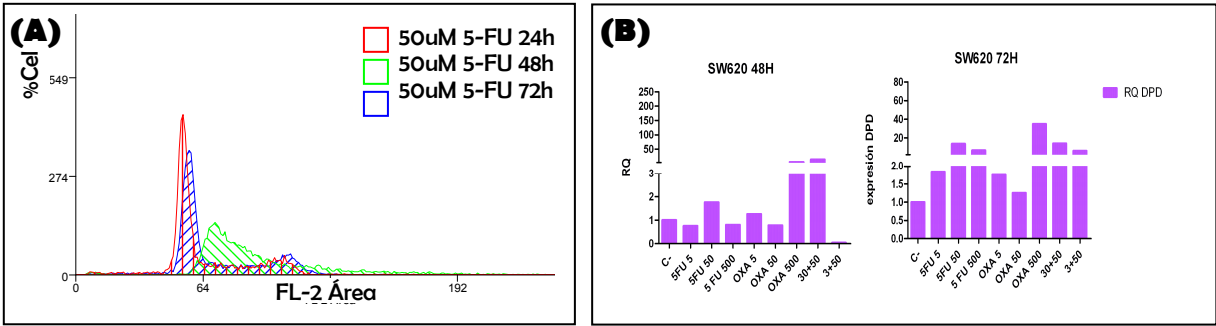 (A)
50uM 5-FU 24h
50uM 5-FU 48h
50uM 5-FU 72h
%Cel
549
274
0
0
64
192
FL-2 Área
(B)
SW620 48H
RQ
250
200
150
100
50
3
2
1
0
C-
5FU 5
5FU 50
5 FU 500
OXA 5
OXA 50
OXA 500
30+50
3+50
SW620 72H
expresión DPD
80
60
40
20
2.0
1.5
1.0
0.5
0.0
C-
5FU 5
5FU 50
5 FU 500
OXA 5
OXA 50
OXA 500
30+50
3+50
RQ DPD